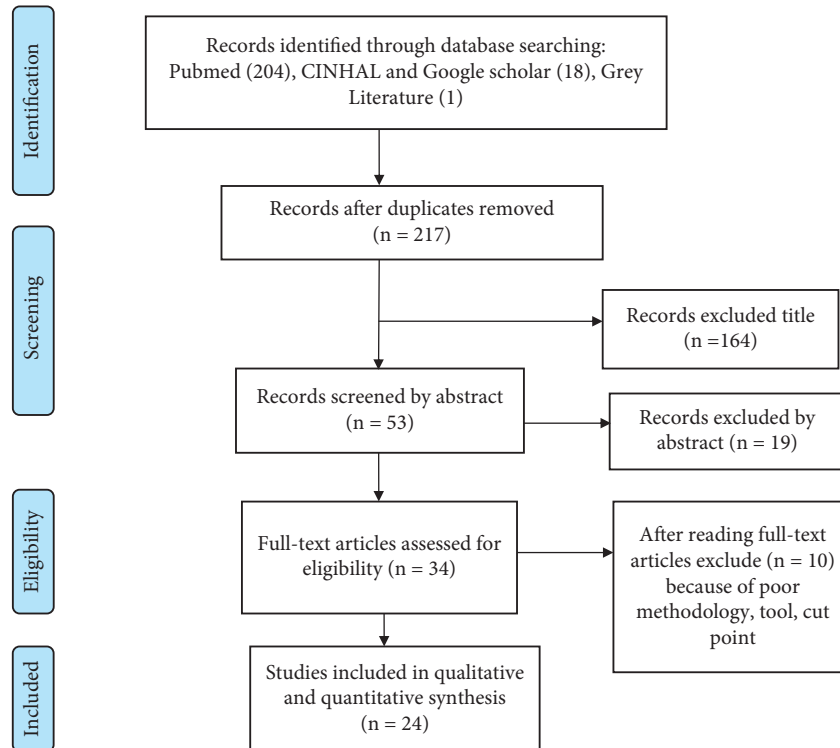 Identification
Records identified through database searching:
Pubmed (204), CINHAL and Google scholar (18), Grey
Literature (1)
Records after duplicates removed
(n = 217)
Screening
Records excluded title
(n =164)
Records screened by abstract
(n = 53)
Records excluded by
abstract (n = 19)
Eligibility
Full-text articles assessed for
eligibility (n = 34)
After reading full-text
articles exclude (n = 10)
because of poor
methodology, tool, cut
point
Included
Studies included in qualitative
and quantitative synthesis
(n = 24)